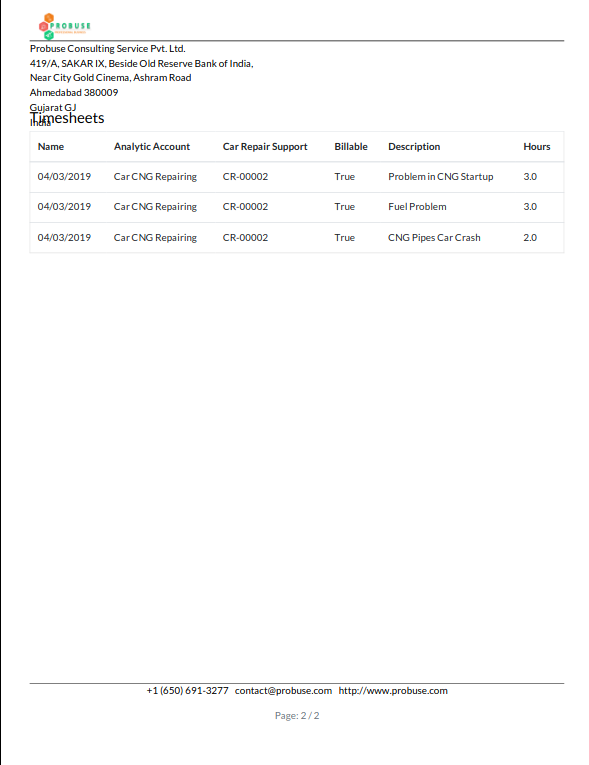 PROBUSE
Probuse Consulting Service Pvt. Ltd.
419/A, SAKAR IX, Beside Old Reserve Bank of India,
Near City Gold Cinema, Ashram Road
Ahmedabad 380009
Gujarat GJ
India
Timesheets
Name Analytic Account Car Repair Support Billable Description Hours
04/03/2019 Car CNG Repairing CR-00002 True Problem in CNG Startup 3.0
04/03/2019 Car CNG Repairing CR-00002 True Fuel Problem 3.0
04/03/2019 Car CNG Repairing CR-00002 True CNG Pipes Car Crash 2.0
+1 (650) 691-3277 contact@probuse.com http://www.probuse.com
Page: 2 / 2